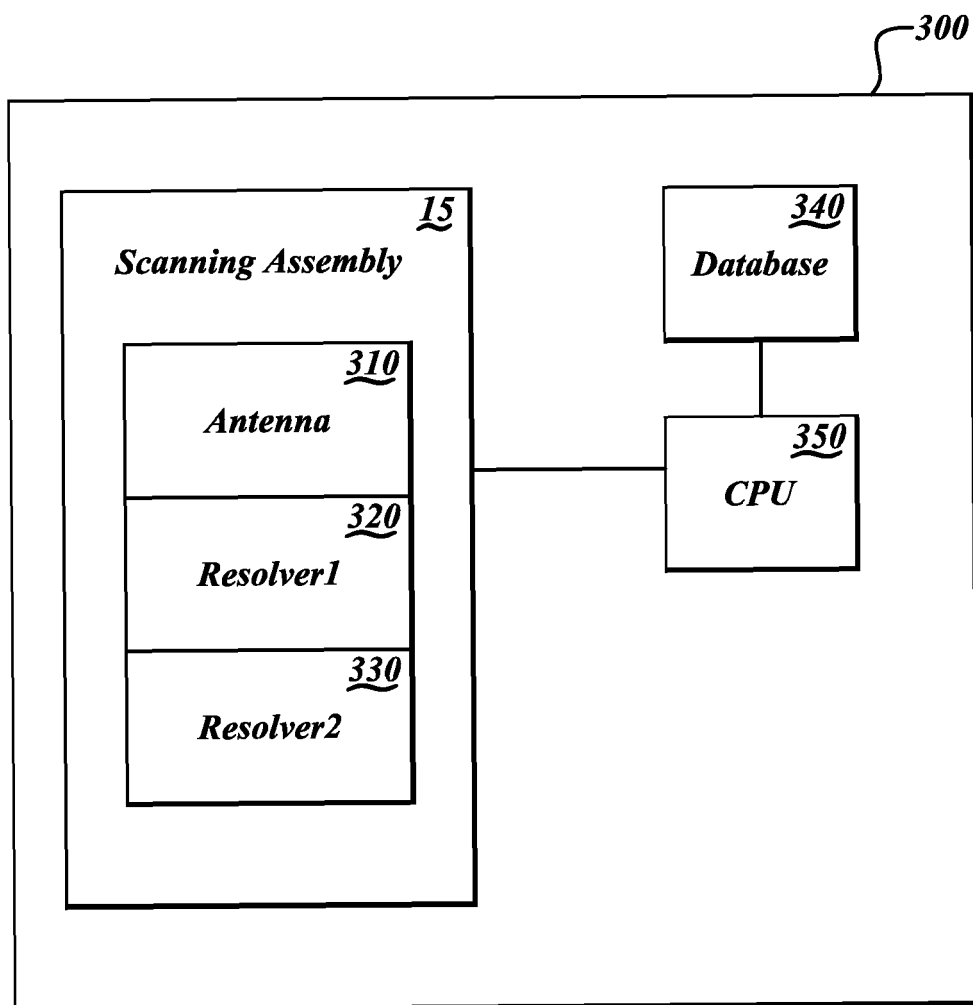 300
15
Scanning Assembly
310
Antenna
320
Resolver1
330
Resolver2
340
Database
350
CPU